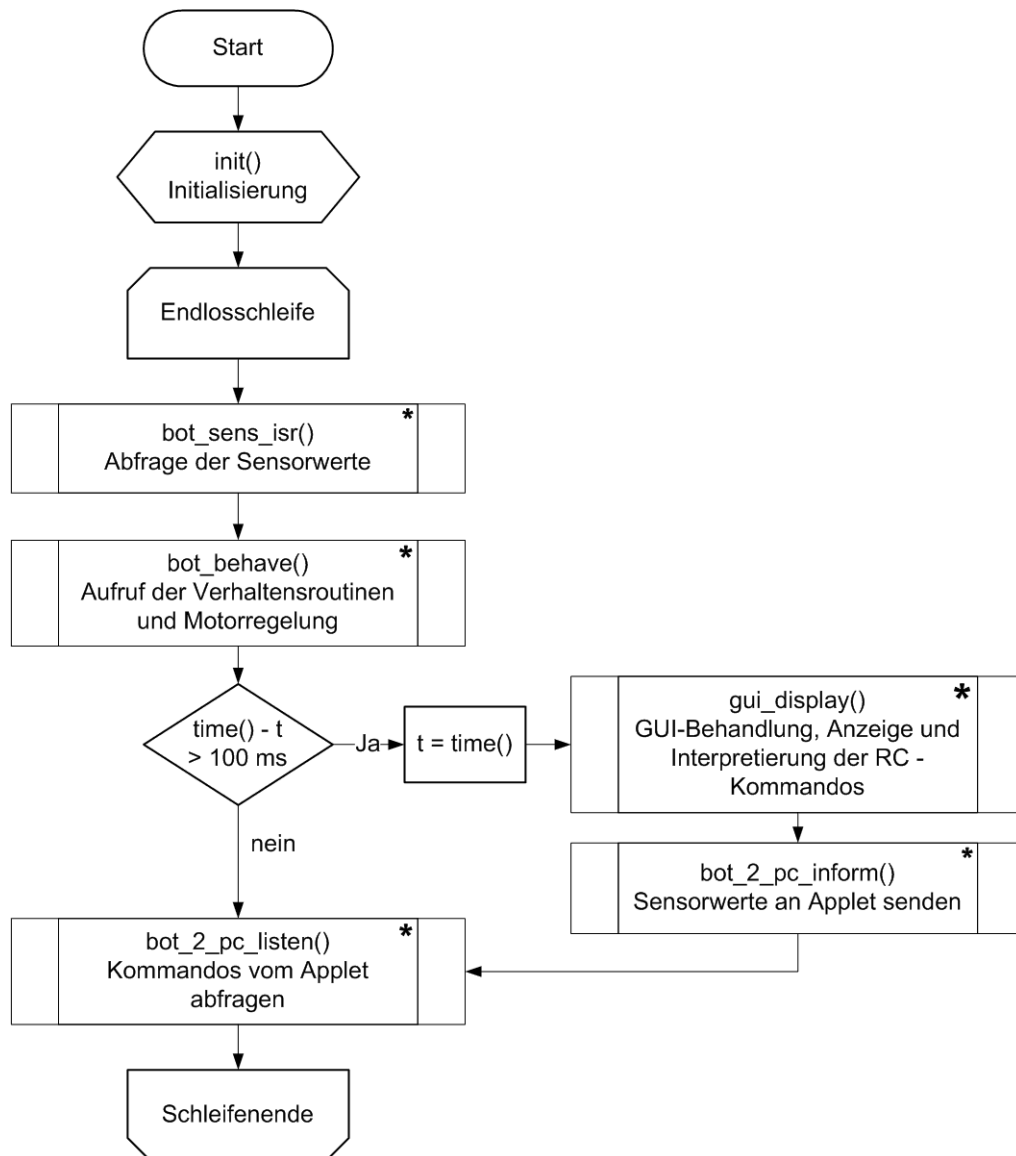 Start
init()
Initialisierung
Endlosschleife
*
bot_sens_isr()
Abfrage der Sensorwerte
*
bot_behave()
Aufruf der Verhaltensroutinen
und Motorregelung
time() - t
> 100 ms
Ja
t = time()
*
gui_display()
GUI-Behandlung, Anzeige und
Interpretierung der RC -
Kommandos
nein
*
bot_2_pc_inform()
Sensorwerte an Applet senden
*
bot_2_pc_listen()
Kommandos vom Applet
abfragen
Schleifenende